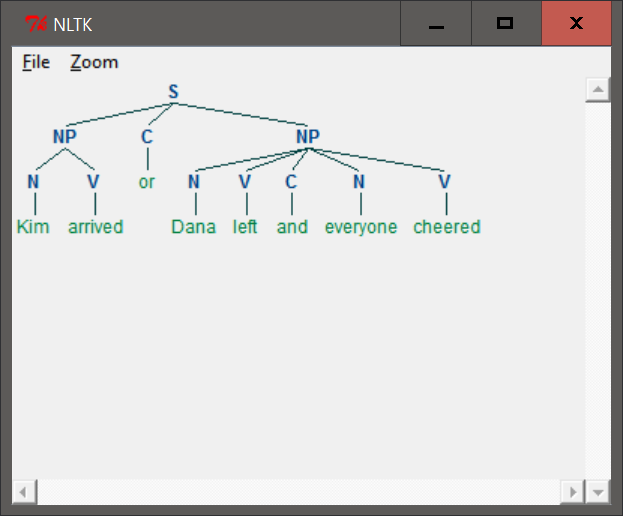 NLTK
File Zoom
S
NP C NP
N V or N V C N V
Kim arrived Dana left and everyone cheered